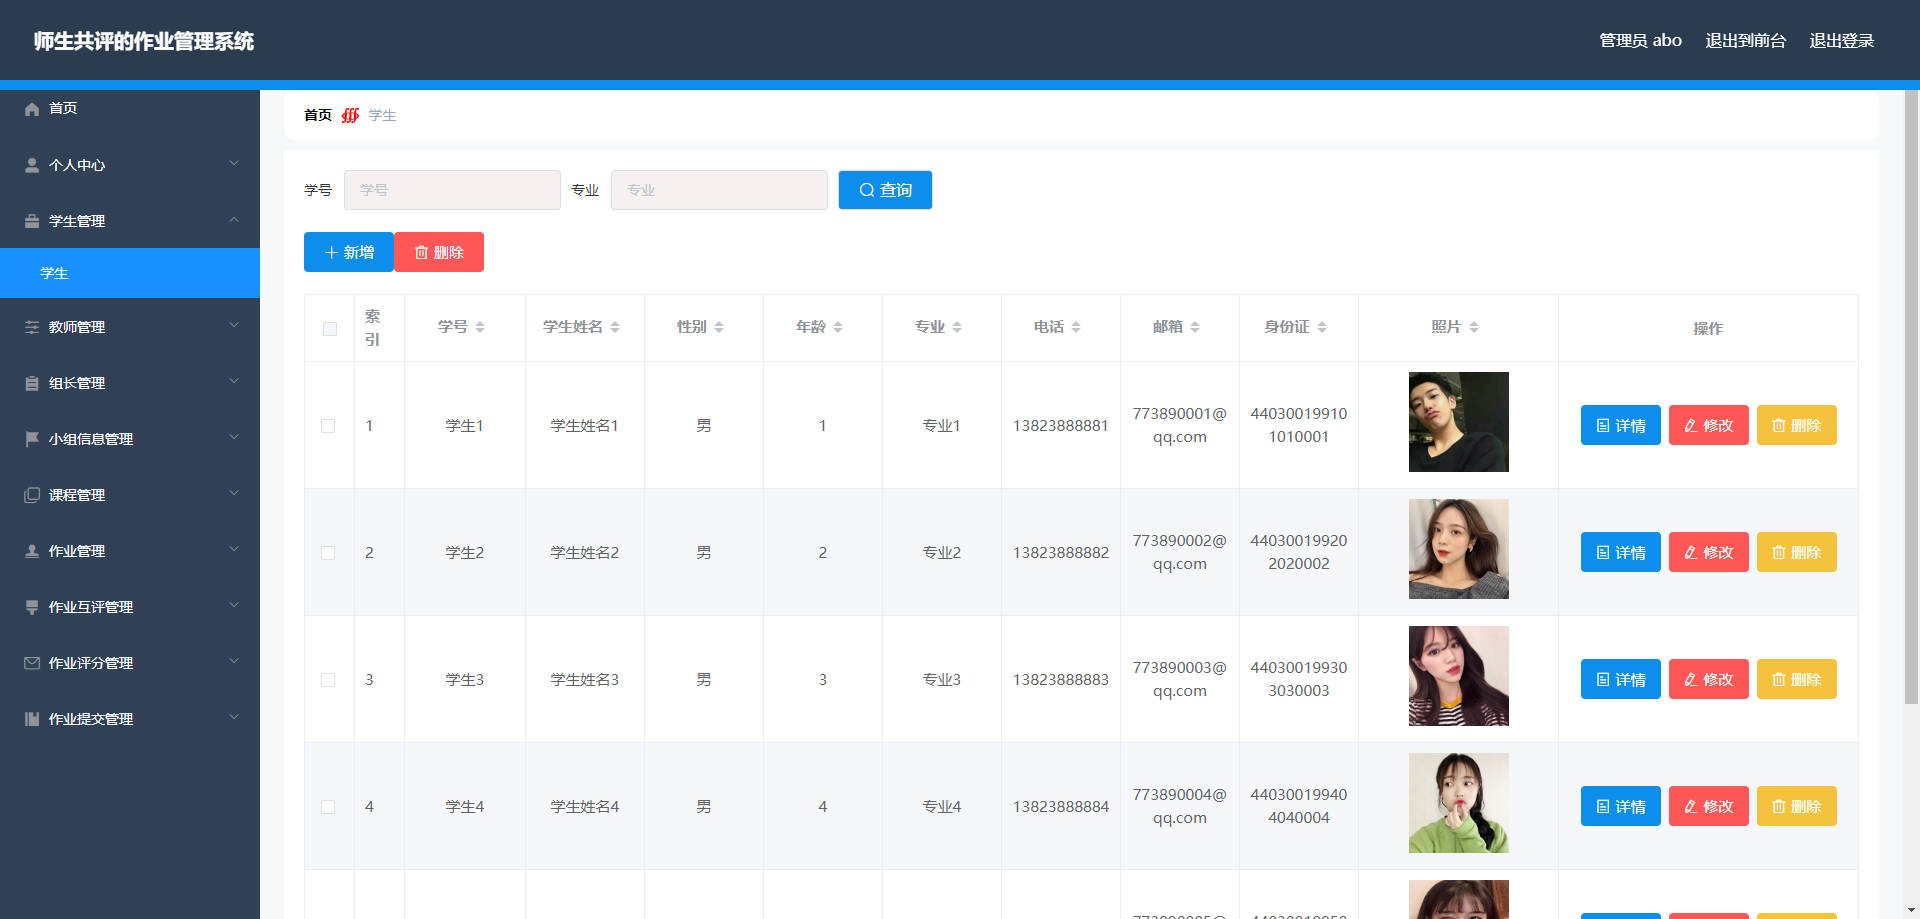 师生共评的作业管理系统
管理员 abo 退出到前台 退出登录
首页
个人中心
学生管理
学生
教师管理
组长管理
小组信息管理
课程管理
作业管理
作业互评管理
作业评分管理
作业提交管理
首页 学生
学号 学号 专业 专业 查询
新增 删除
索引 学号 学生姓名 性别 年龄 专业 电话 邮箱 身份证 照片 操作
1 学生1 学生姓名1 男 1 专业1 13823888881 773890001@qq.com 440300199101010001 详情 修改 删除
2 学生2 学生姓名2 男 2 专业2 13823888882 773890002@qq.com 440300199202020002 详情 修改 删除
3 学生3 学生姓名3 男 3 专业3 13823888883 773890003@qq.com 440300199303030003 详情 修改 删除
4 学生4 学生姓名4 男 4 专业4 13823888884 773890004@qq.com 440300199404040004 详情 修改 删除